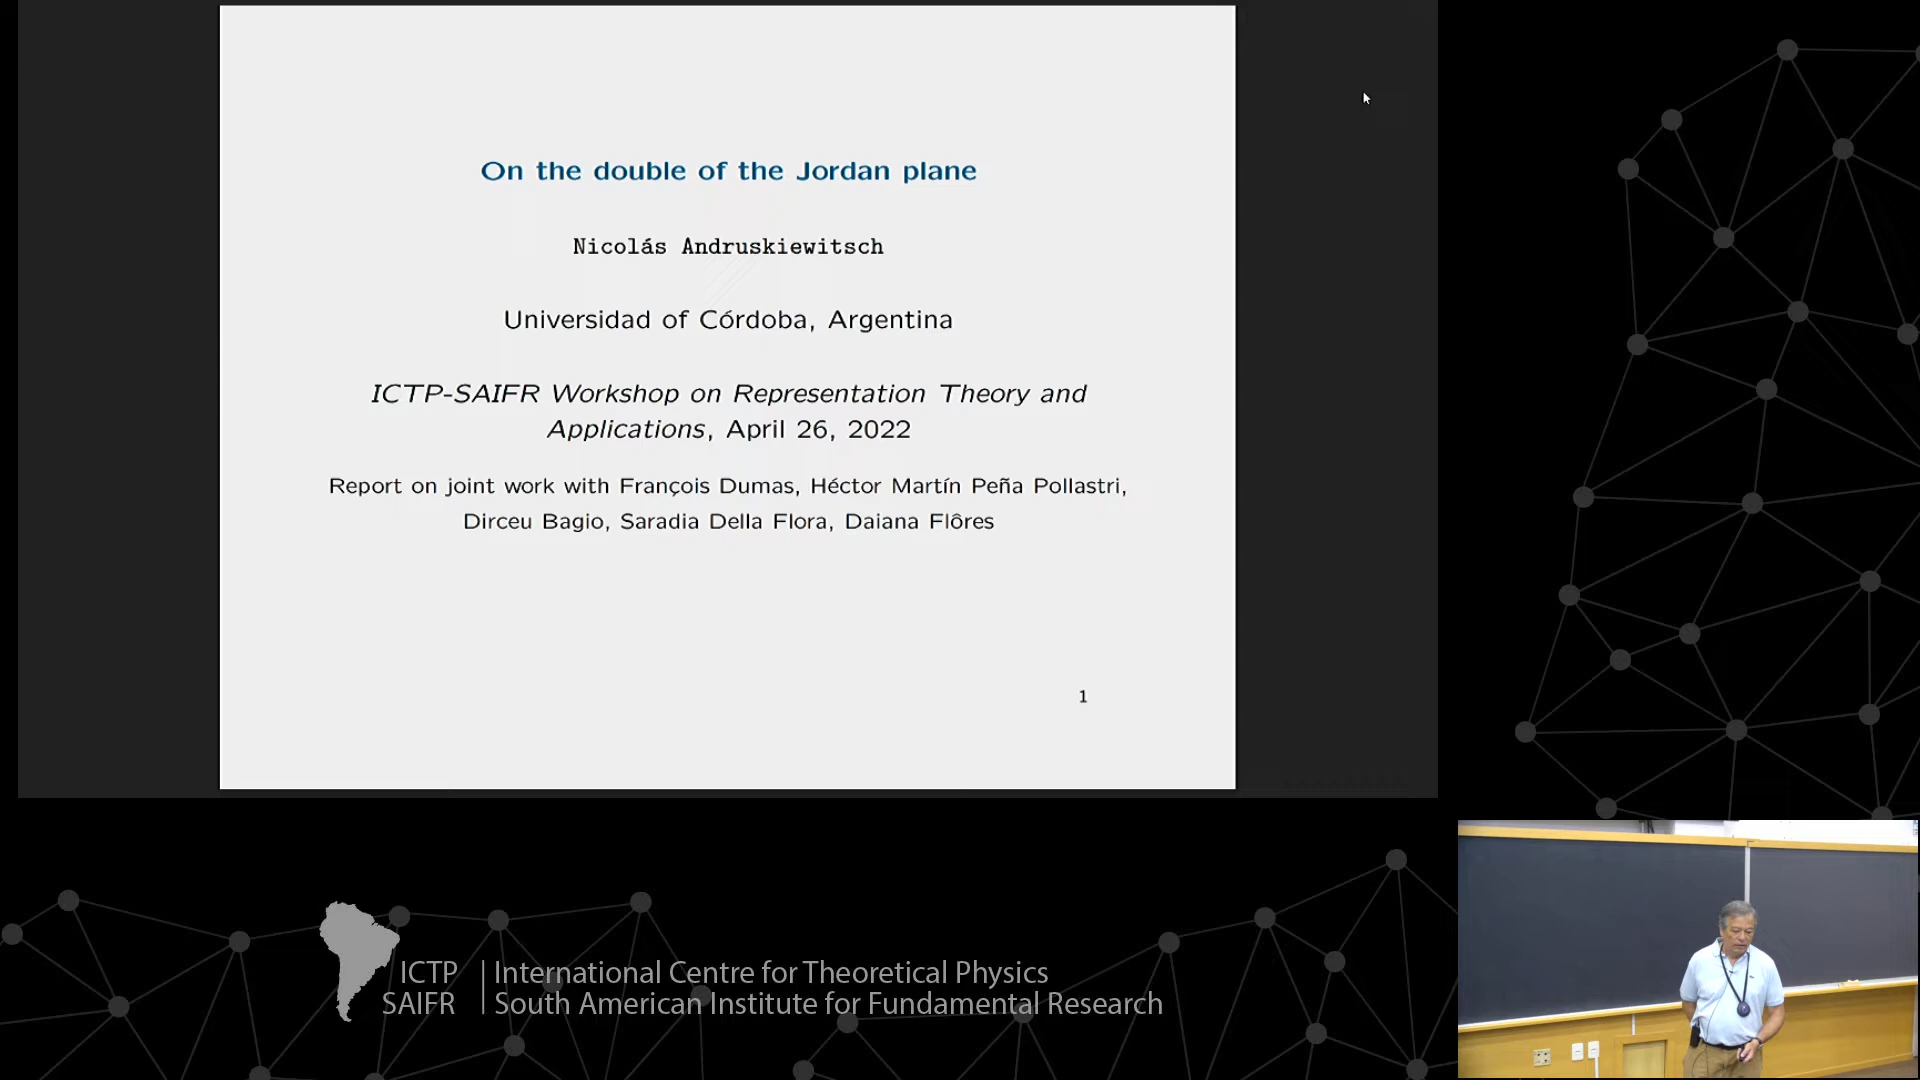 On the double of the Jordan plane
Nicolás Andruskiewitsch
Universidad of Córdoba, Argentina
ICTP-SAIFR Workshop on Representation Theory and
Applications, April 26, 2022
Report on joint work with François Dumas, Héctor Martín Peña Pollastri,
Dirceu Bagio, Saradia Della Flora, Daiana Flôres
1
ICTP | International Centre for Theoretical Physics
SAIFR | South American Institute for Fundamental Research